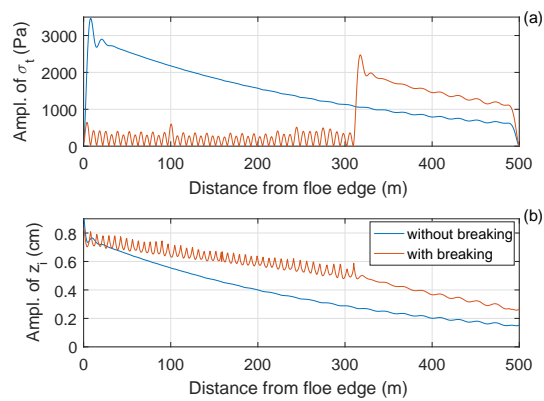 (a)
Ampl. of σt (Pa)
3000
2000
1000
0
0 100 200 300 400 500
Distance from floe edge (m)
(b)
Ampl. of zi (cm)
0.8
0.6
0.4
0.2
0
without breaking
with breaking
0 100 200 300 400 500
Distance from floe edge (m)